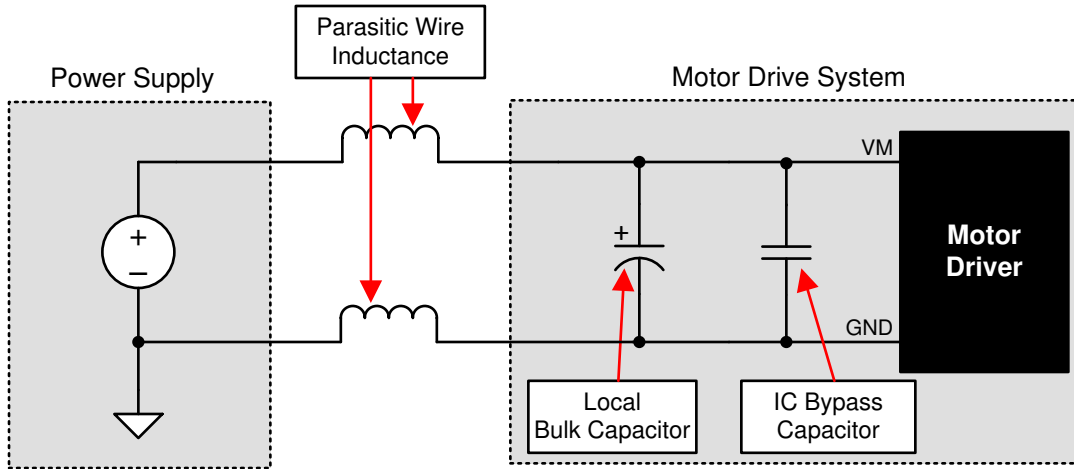 Parasitic Wire
Inductance
Power Supply
Motor Drive System
VM
+
−
+
Motor
Driver
GND
Local
Bulk Capacitor
IC Bypass
Capacitor